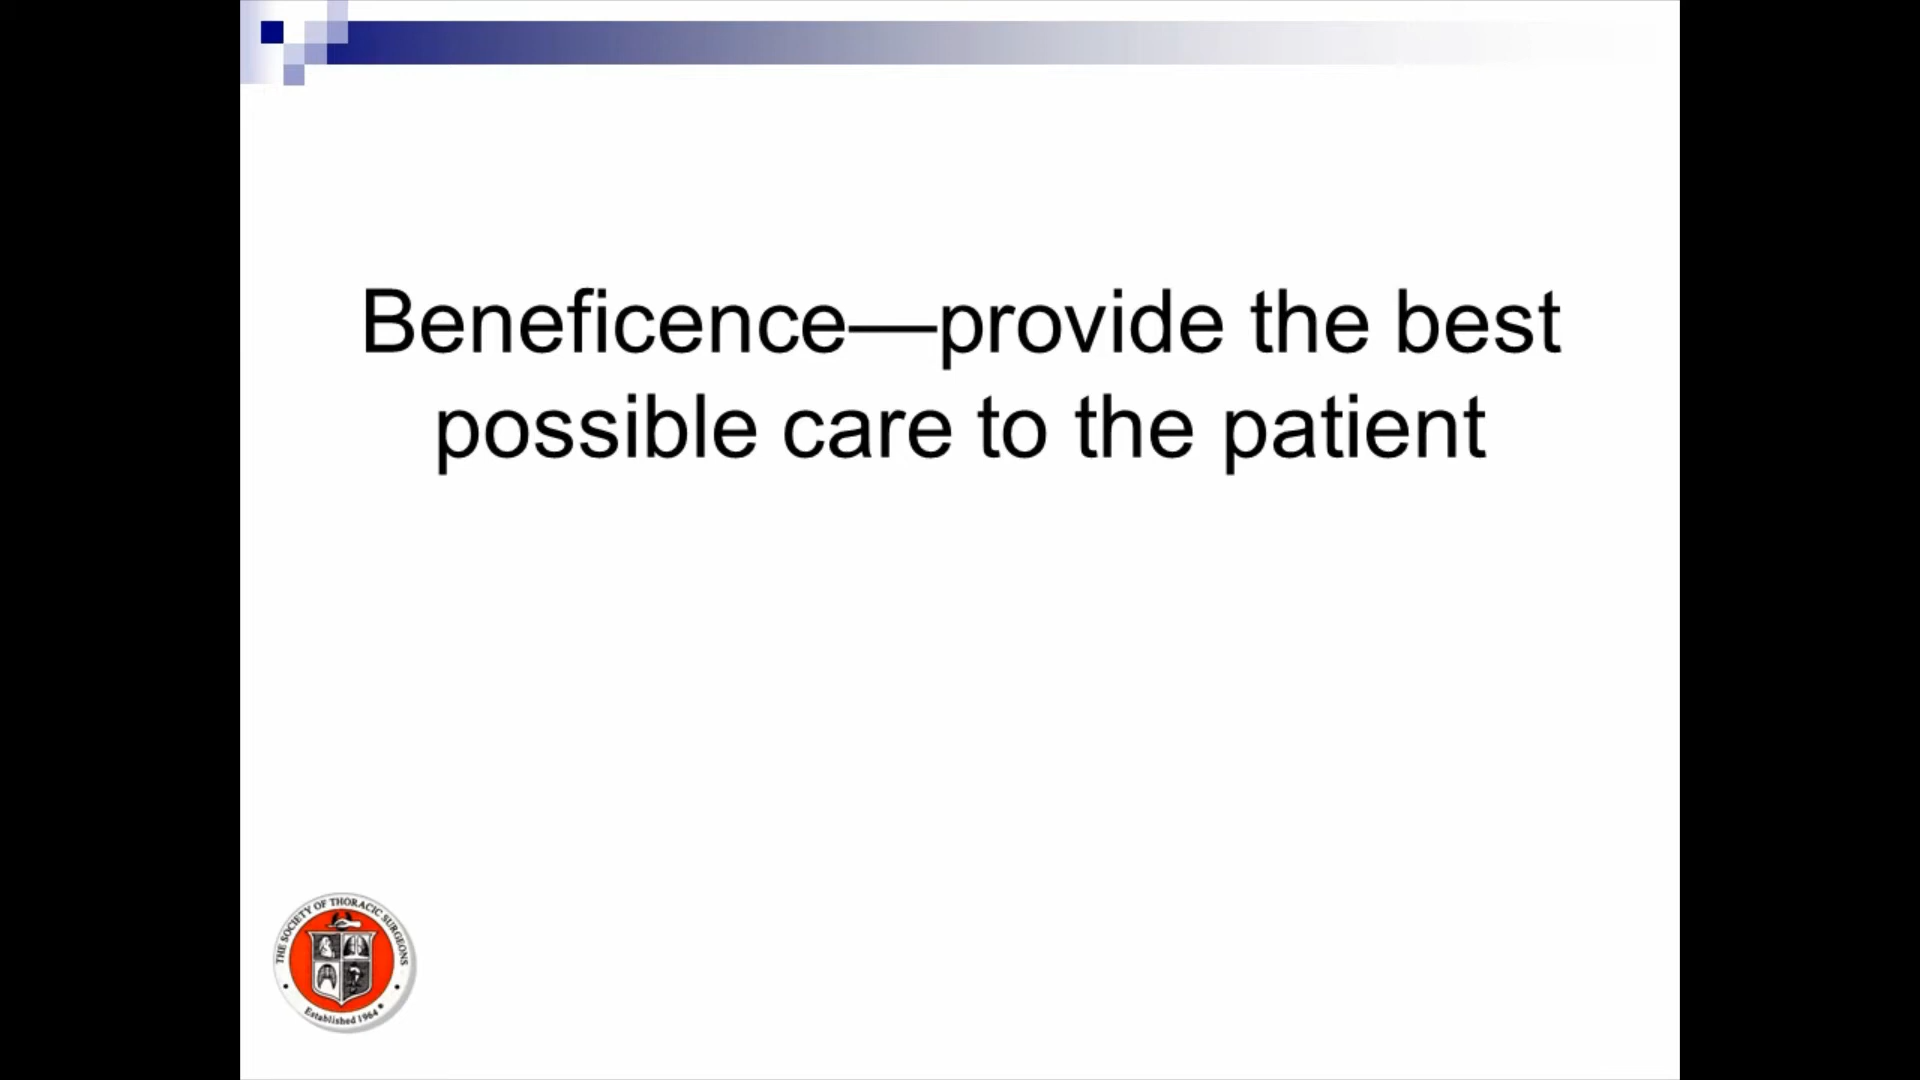 Beneficence—provide the best
possible care to the patient
THE SOCIETY OF THORACIC SURGEONS
Established 1964